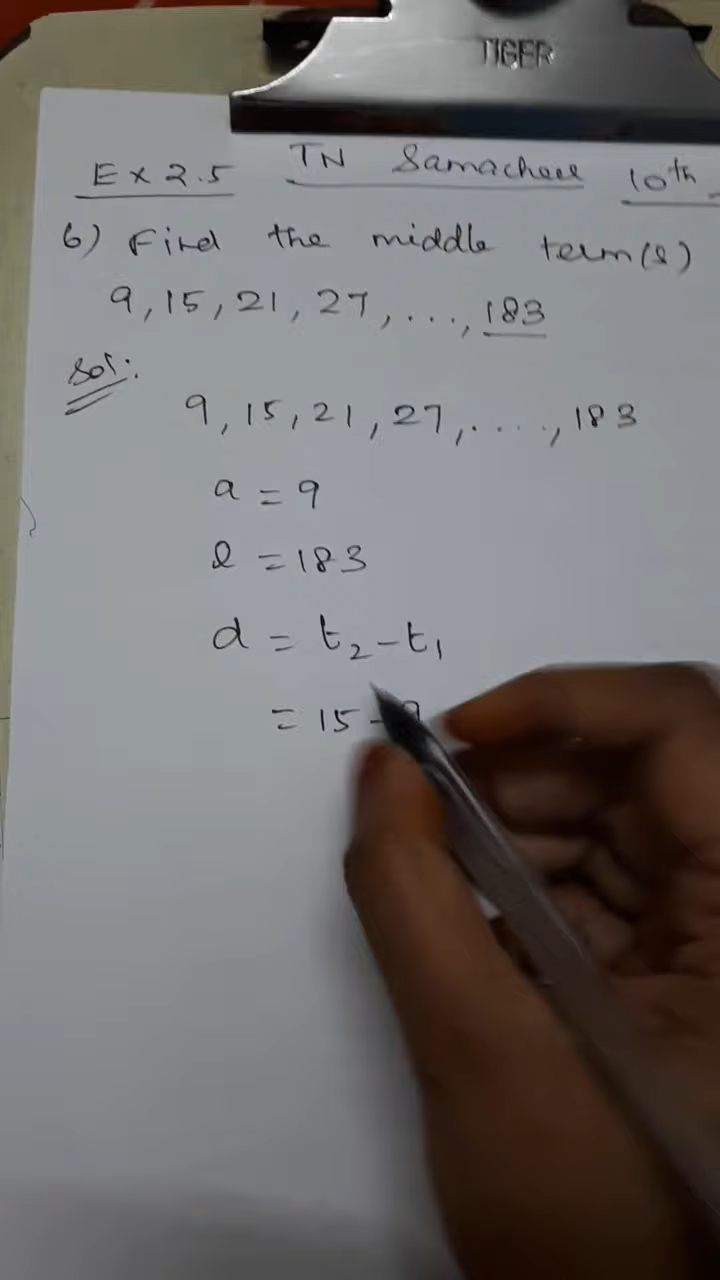 TIGER
Ex 2.5 TN Samacheer 10th
6) Find the middle term(s)
9, 15, 21, 27, ..., 183
Sol:
9, 15, 21, 27, ...., 183
a = 9
l = 183
d = t₂ - t₁
= 15 - 9